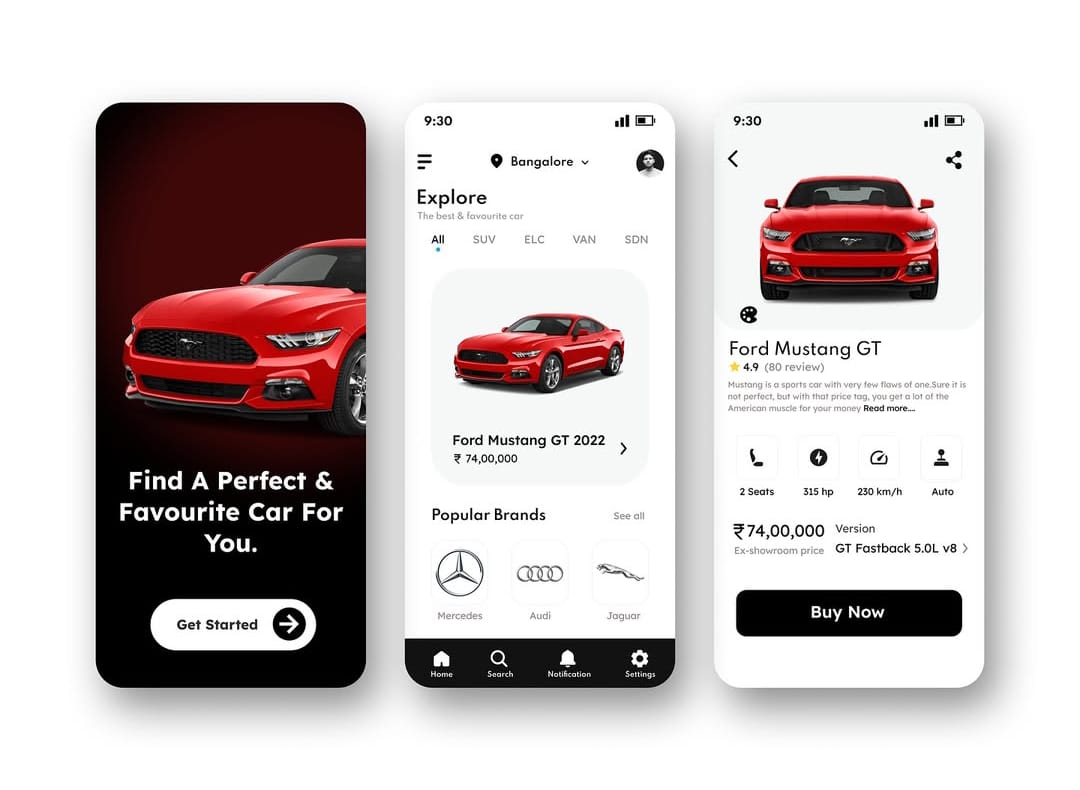 Find A Perfect &
Favourite Car For
You.
Get Started
9:30
Bangalore
Explore
The best & favourite car
All SUV ELC VAN SDN
Ford Mustang GT 2022
₹ 74,00,000
Popular Brands See all
Mercedes Audi Jaguar
Home Search Notification Settings
9:30
Ford Mustang GT
4.9 (80 review)
Mustang is a sports car with very few flaws of one.Sure it is
not perfect, but with that price tag, you get a lot of the
American muscle for your money Read more....
2 Seats 315 hp 230 km/h Auto
₹74,00,000 Version
Ex-showroom price GT Fastback 5.0L v8
Buy Now